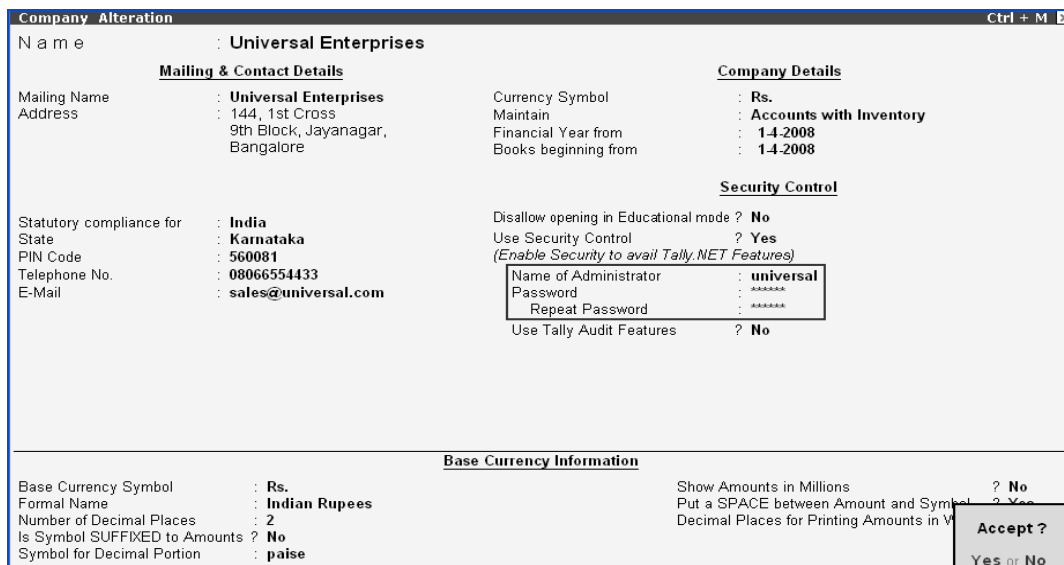 Company Alteration Ctrl + M
Name : Universal Enterprises
Mailing & Contact Details
Mailing Name : Universal Enterprises
Address : 144, 1st Cross
9th Block, Jayanagar,
Bangalore
Statutory compliance for : India
State : Karnataka
PIN Code : 560081
Telephone No. : 08066554433
E-Mail : sales@universal.com
Company Details
Currency Symbol : Rs.
Maintain : Accounts with Inventory
Financial Year from : 1-4-2008
Books beginning from : 1-4-2008
Security Control
Disallow opening in Educational mode ? No
Use Security Control ? Yes
(Enable Security to avail Tally.NET Features)
Name of Administrator : universal
Password : ******
Repeat Password : ******
Use Tally Audit Features ? No
Base Currency Information
Base Currency Symbol : Rs.
Formal Name : Indian Rupees
Number of Decimal Places : 2
Is Symbol SUFFIXED to Amounts ? No
Symbol for Decimal Portion : paise
Show Amounts in Millions ? No
Put a SPACE between Amount and Symbol ? Yes
Decimal Places for Printing Amounts in
Accept ?
Yes or No